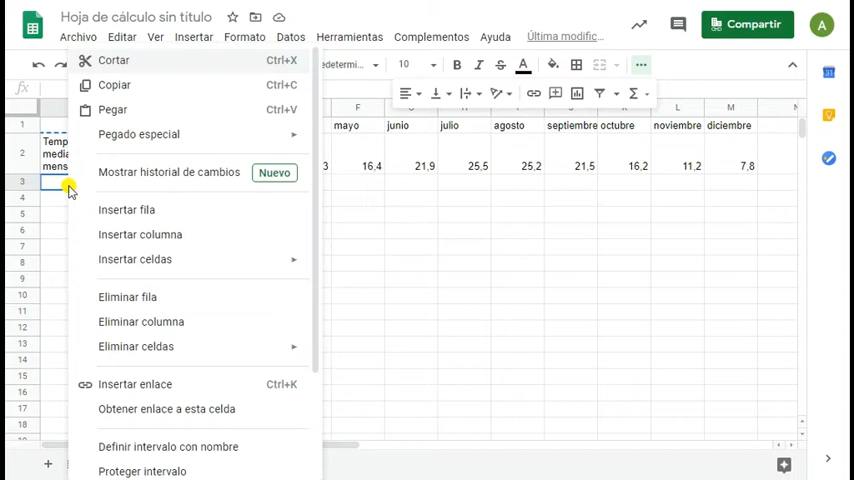 Hoja de cálculo sin título
Compartir
A
Archivo Editar Ver Insertar Formato Datos Herramientas Complementos Ayuda Última modific...
Cortar Ctrl+X
edetermi... 10 B I S A
Copiar Ctrl+C
fx
Pegar Ctrl+V
Pegado especial
F L M
1 mayo junio julio agosto septiembre octubre noviembre diciembre
Temp
2 media
mens 3 16,4 21,9 25,5 25,2 21,5 16,2 11,2 7,8
Mostrar historial de cambios Nuevo
3
4
Insertar fila
5
6
Insertar columna
7
Insertar celdas
8
9
Eliminar fila
10
11
Eliminar columna
12
Eliminar celdas
13
14
15
Insertar enlace Ctrl+K
16
Obtener enlace a esta celda
17
18
Definir intervalo con nombre
Proteger intervalo